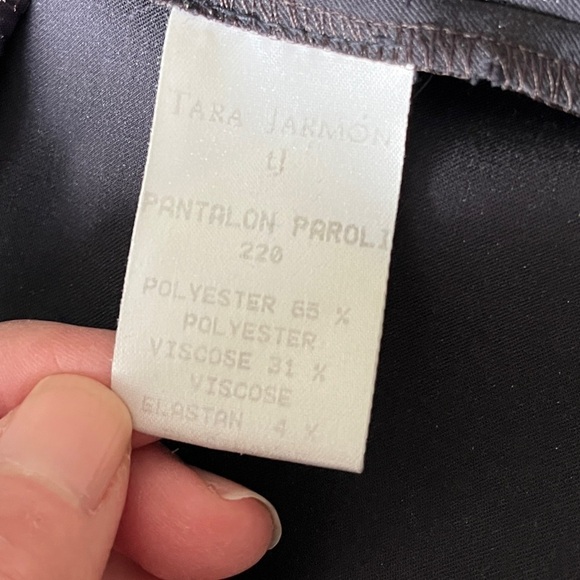 TARA JARMON
tJ
PANTALON PAROLI
220
POLYESTER 65 %
POLYESTER
VISCOSE 31 %
VISCOSE
ELASTAN 4 %